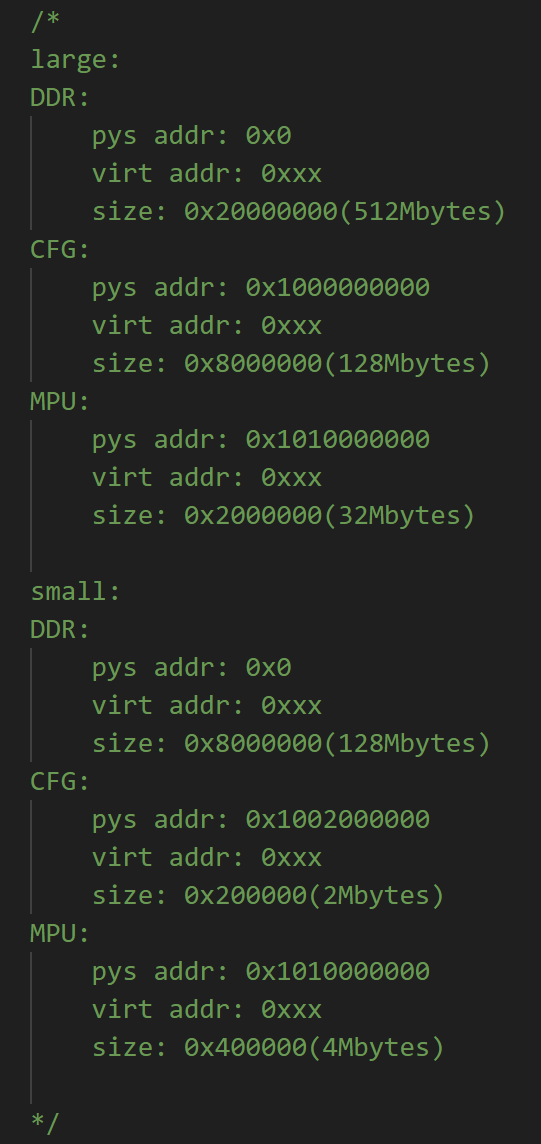 /*
large:
DDR:
    pys addr: 0x0
    virt addr: 0xxx
    size: 0x20000000(512Mbytes)
CFG:
    pys addr: 0x1000000000
    virt addr: 0xxx
    size: 0x8000000(128Mbytes)
MPU:
    pys addr: 0x1010000000
    virt addr: 0xxx
    size: 0x2000000(32Mbytes)

small:
DDR:
    pys addr: 0x0
    virt addr: 0xxx
    size: 0x8000000(128Mbytes)
CFG:
    pys addr: 0x1002000000
    virt addr: 0xxx
    size: 0x200000(2Mbytes)
MPU:
    pys addr: 0x1010000000
    virt addr: 0xxx
    size: 0x400000(4Mbytes)

*/